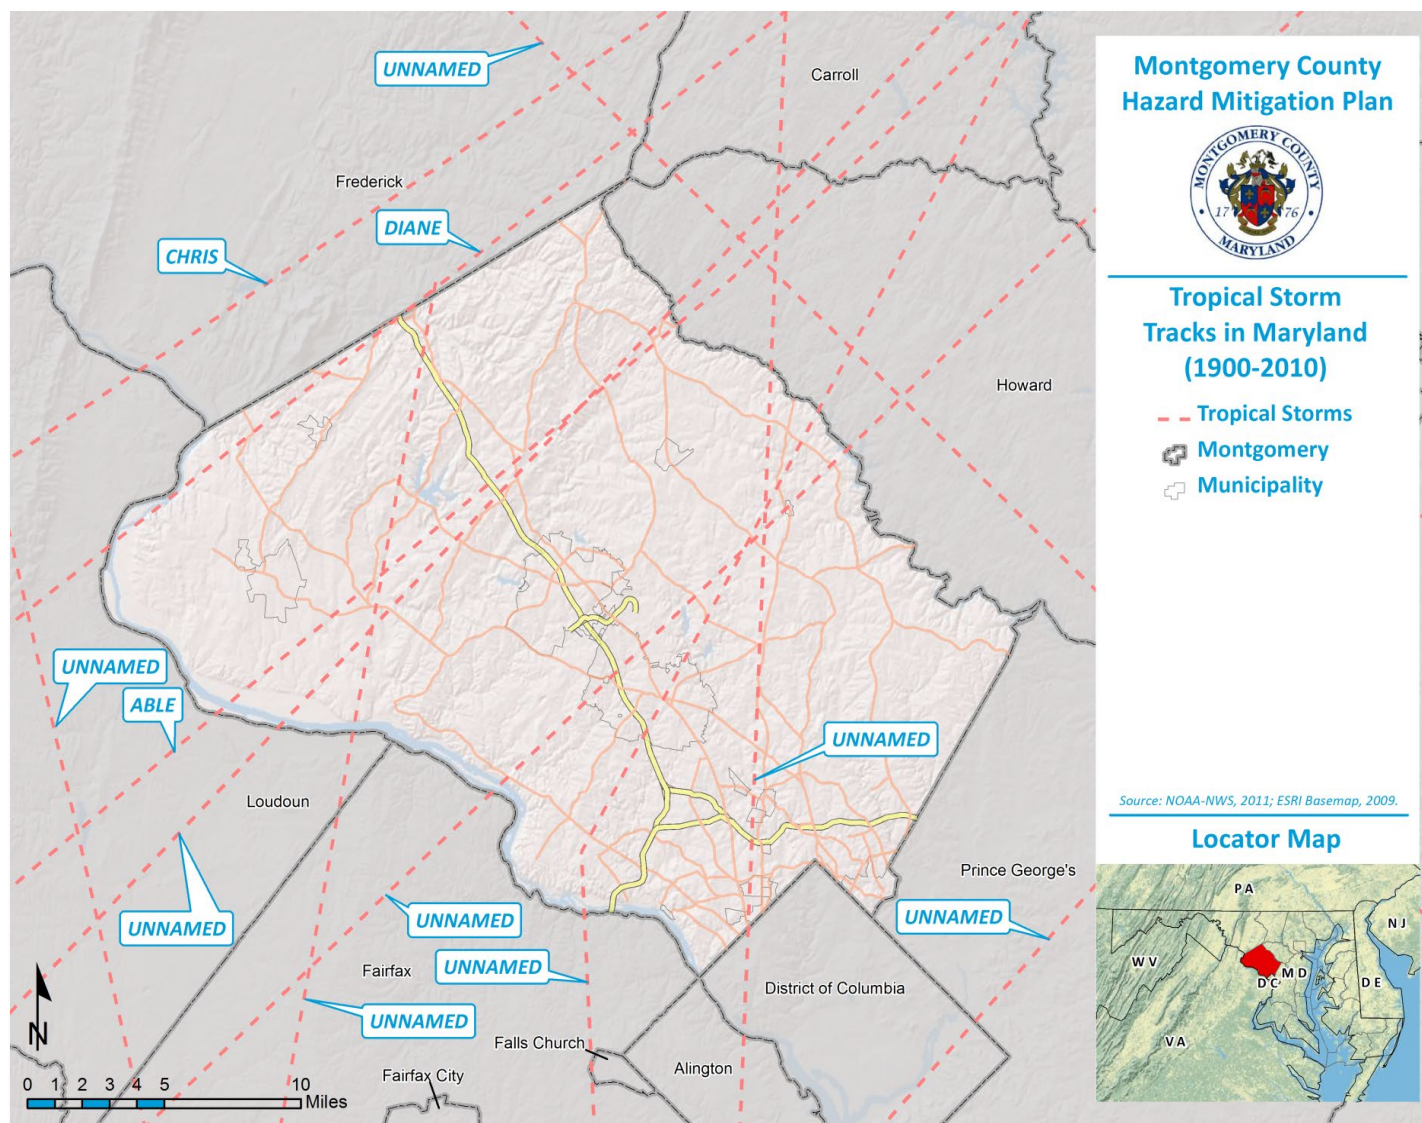 UNNAMED
Carroll
Frederick
DIANE
CHRIS
Howard
UNNAMED
ABLE
UNNAMED
Loudoun
Prince George's
UNNAMED
UNNAMED
UNNAMED
UNNAMED
Fairfax
District of Columbia
UNNAMED
Falls Church
Alington
Fairfax City
N
0 1 2 3 4 5 10
Miles
Montgomery County
Hazard Mitigation Plan
MONTGOMERY COUNTY
17 76
MARYLAND
Tropical Storm
Tracks in Maryland
(1900-2010)
Tropical Storms
Montgomery
Municipality
Source: NOAA-NWS, 2011; ESRI Basemap, 2009.
Locator Map
PA
NJ
WV
MD
DC
DE
VA